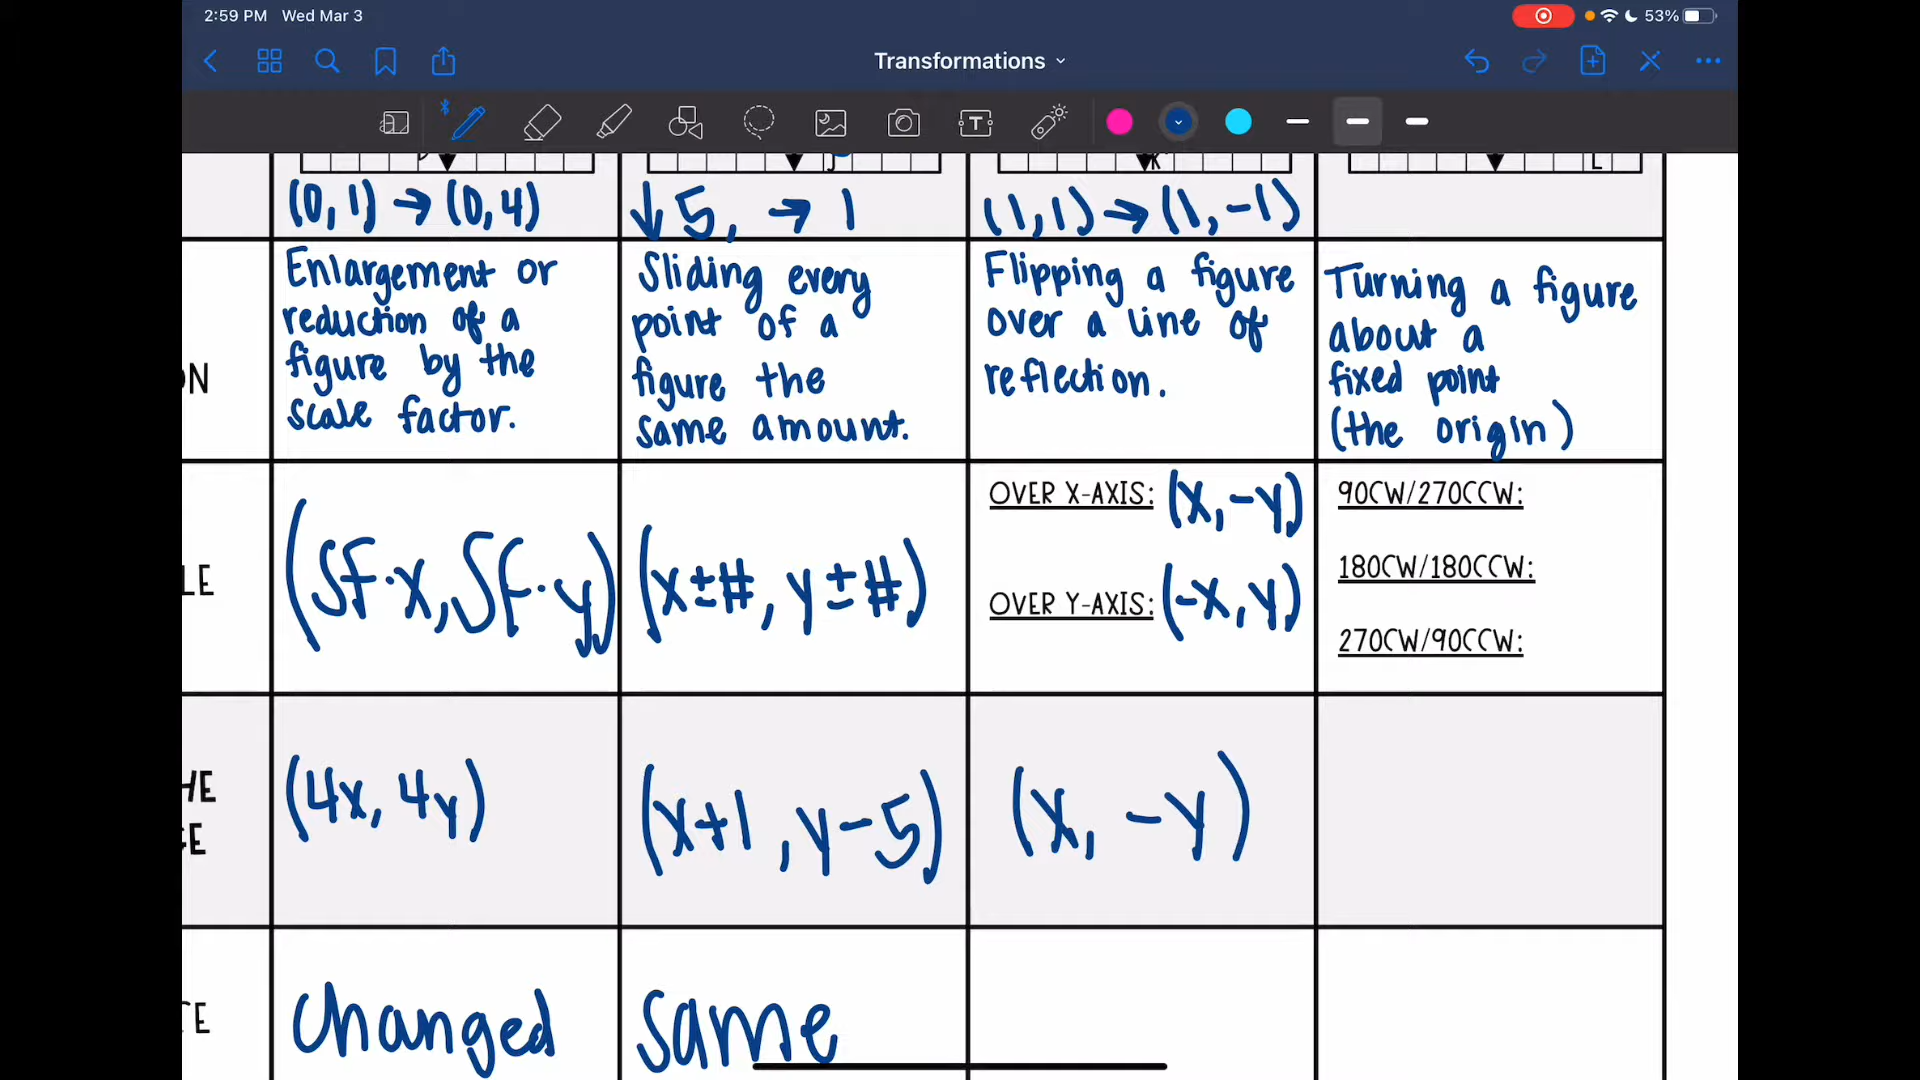 2:59 PM Wed Mar 3
53%
Transformations
T
K
L
(0,1) → (0,4)
↓5, → 1
(1,1) → (1,-1)
ON
Enlargement or
reduction of a
figure by the
scale factor.
Sliding every
point of a
figure the
same amount.
Flipping a figure
over a line of
reflection.
Turning a figure
about a
fixed point
(the origin)
LE
(SF·x, SF·y)
(x±#, y±#)
OVER X-AXIS: (x,-y)
OVER Y-AXIS: (-x,y)
90CW/270CCW:
180CW/180CCW:
270CW/90CCW:
HE
GE
(4x, 4y)
(x+1, y-5)
(x, -y)
CE
changed
same